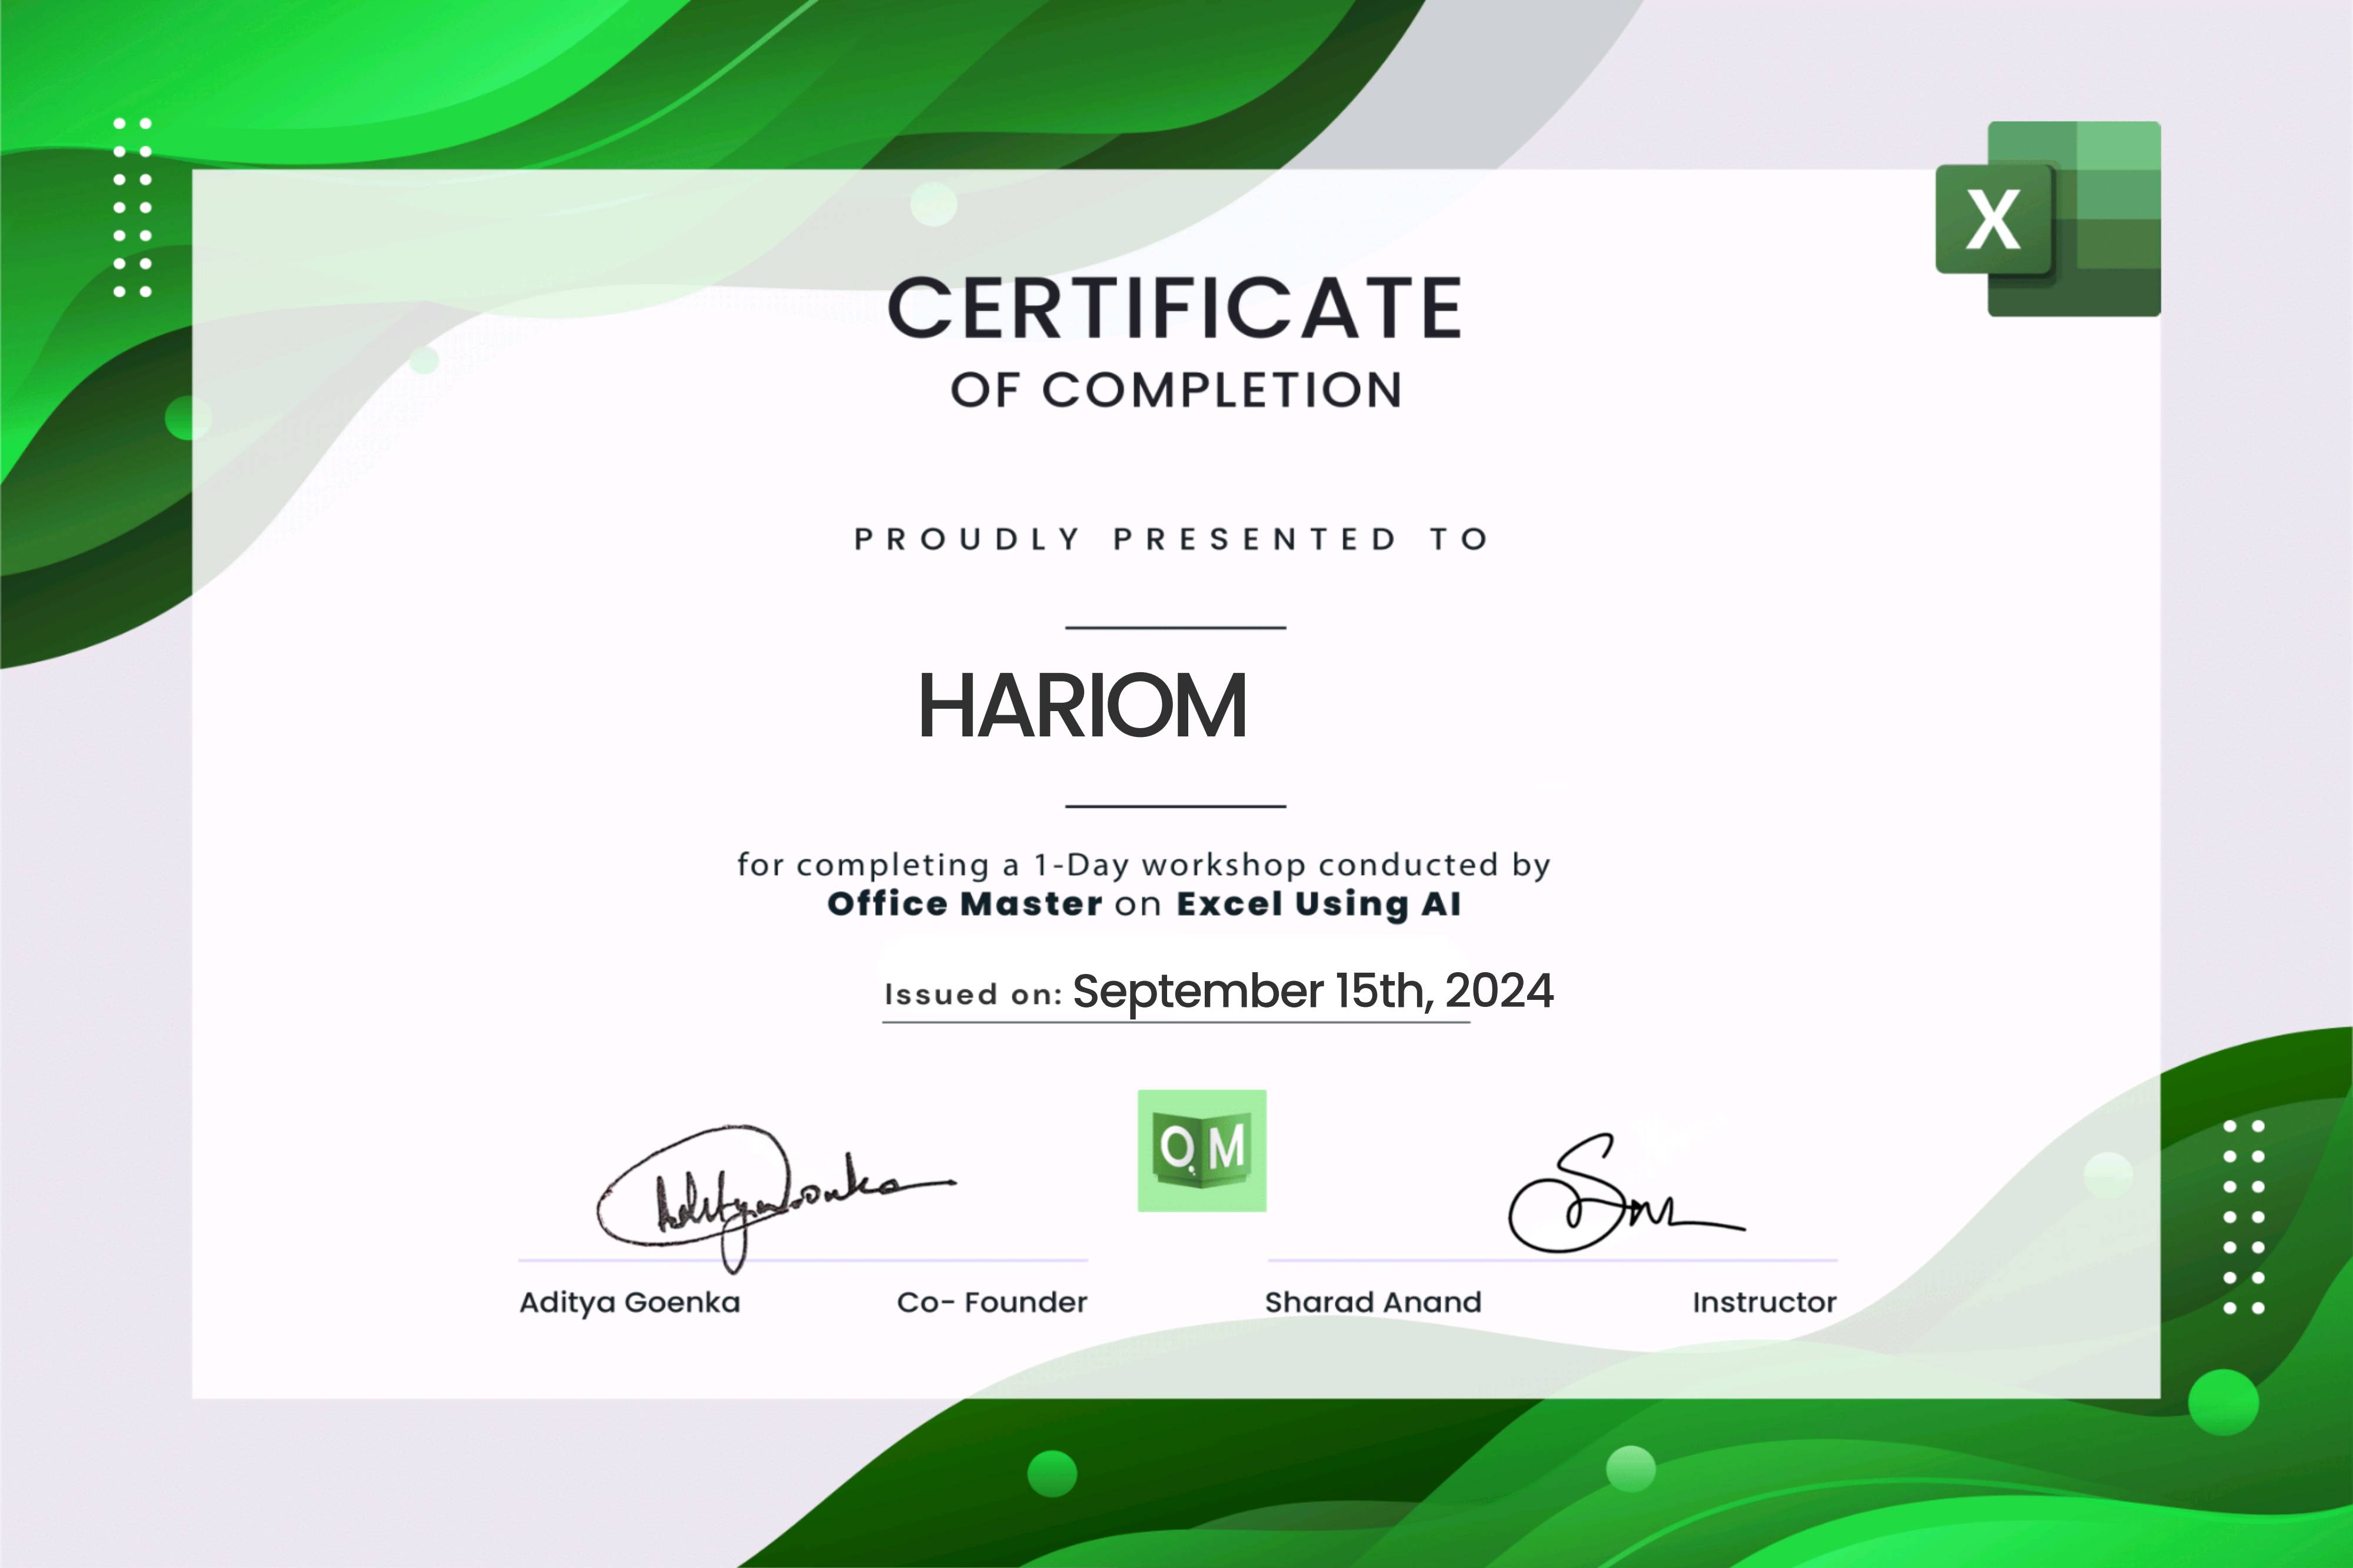 X
CERTIFICATE
OF COMPLETION
PROUDLY PRESENTED TO
HARIOM
for completing a 1-Day workshop conducted by
Office Master on Excel Using AI
Issued on: September 15th, 2024
OM
Aditya Goenka
Aditya Goenka Co- Founder
Sharad Anand Instructor